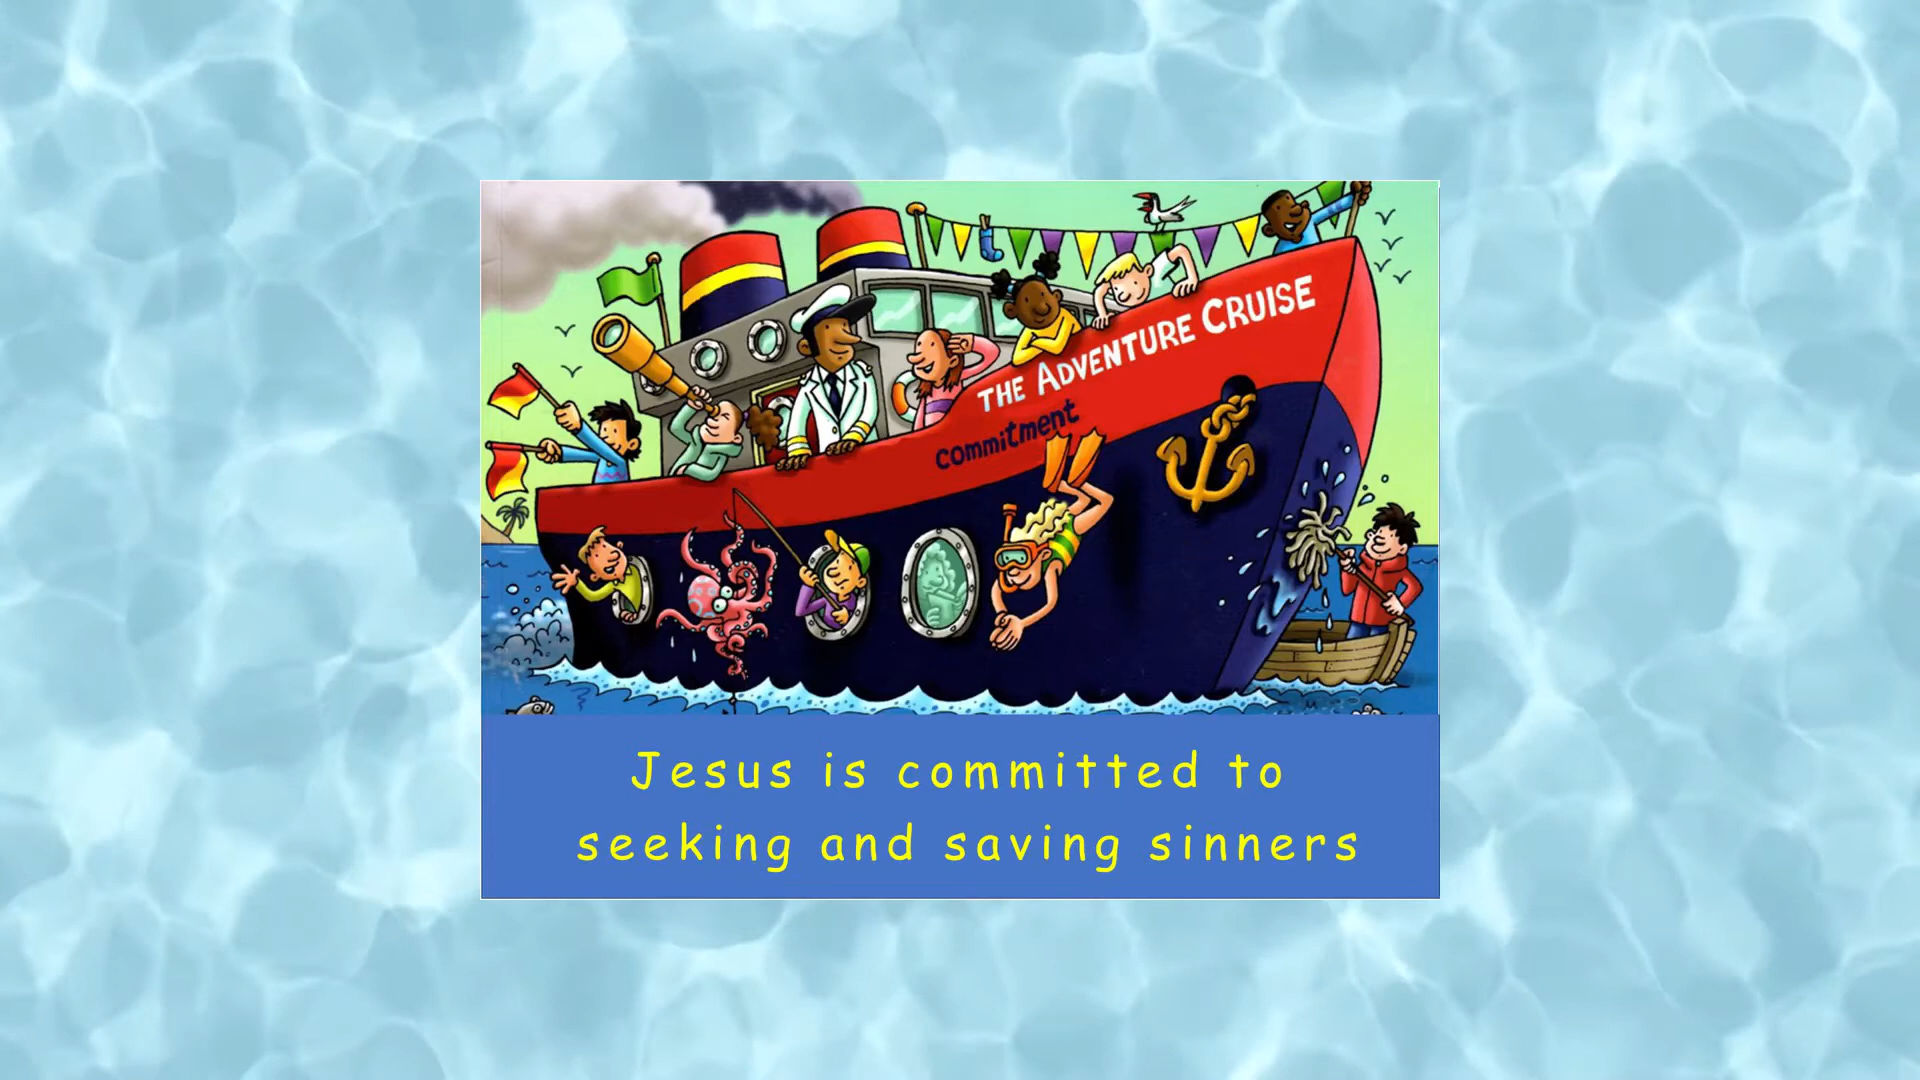 THE ADVENTURE CRUISE
commitment
Jesus is committed to
seeking and saving sinners